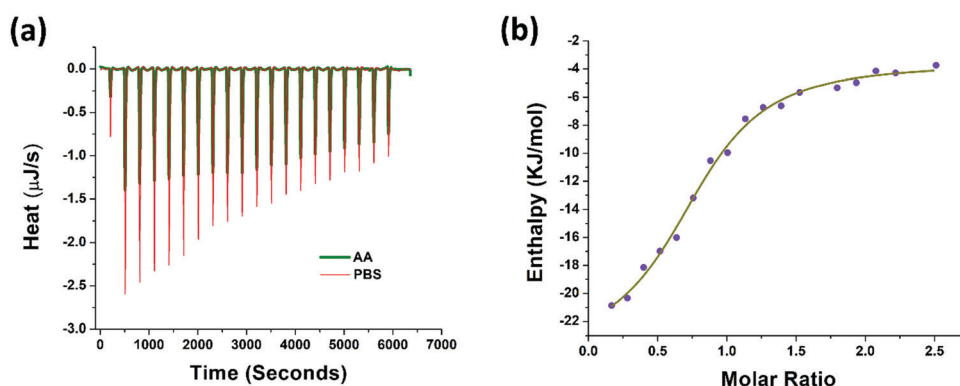 (a)
0.0
-0.5
-1.0
-1.5
-2.0
-2.5
-3.0
Heat (μJ/s)
AA
PBS
0 1000 2000 3000 4000 5000 6000 7000
Time (Seconds)
(b)
-2
-4
-6
-8
-10
-12
-14
-16
-18
-20
-22
Enthalpy (KJ/mol)
0.0 0.5 1.0 1.5 2.0 2.5
Molar Ratio